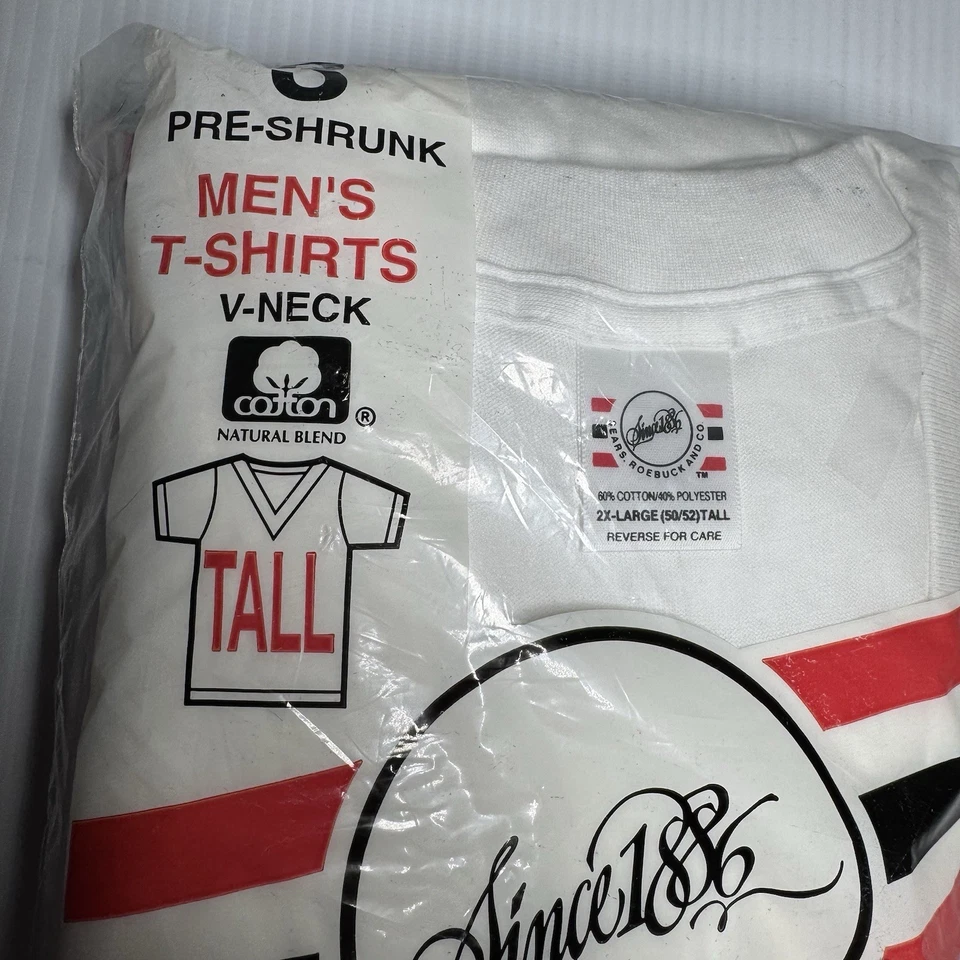 PRE-SHRUNK
MEN'S
T-SHIRTS
V-NECK
cotton®
NATURAL BLEND
TALL
Since 1886
SEARS, ROEBUCK AND CO
TM
60% COTTON/40% POLYESTER
2X-LARGE (50/52) TALL
REVERSE FOR CARE
Since 1886